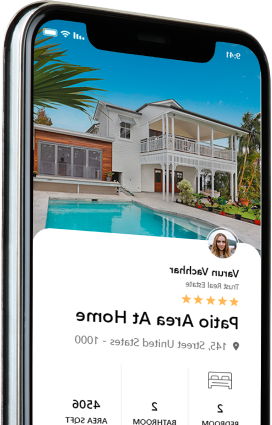 9:41
Varun Vachhar
Trust Real Estate
Patio Area At Home
145, Street United States - 1000
2 2 4506
BEDROOM BATHROOM AREA SQFT